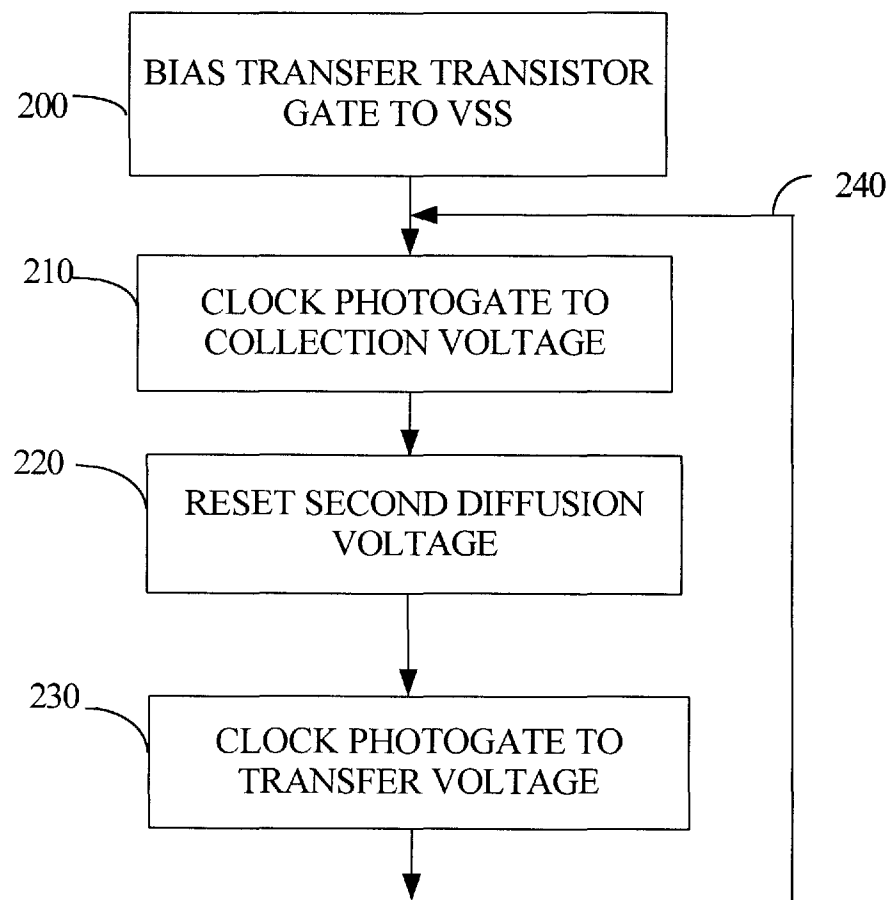 BIAS TRANSFER TRANSISTOR
GATE TO VSS
200
240
210
CLOCK PHOTOGATE TO
COLLECTION VOLTAGE
220
RESET SECOND DIFFUSION
VOLTAGE
230
CLOCK PHOTOGATE TO
TRANSFER VOLTAGE